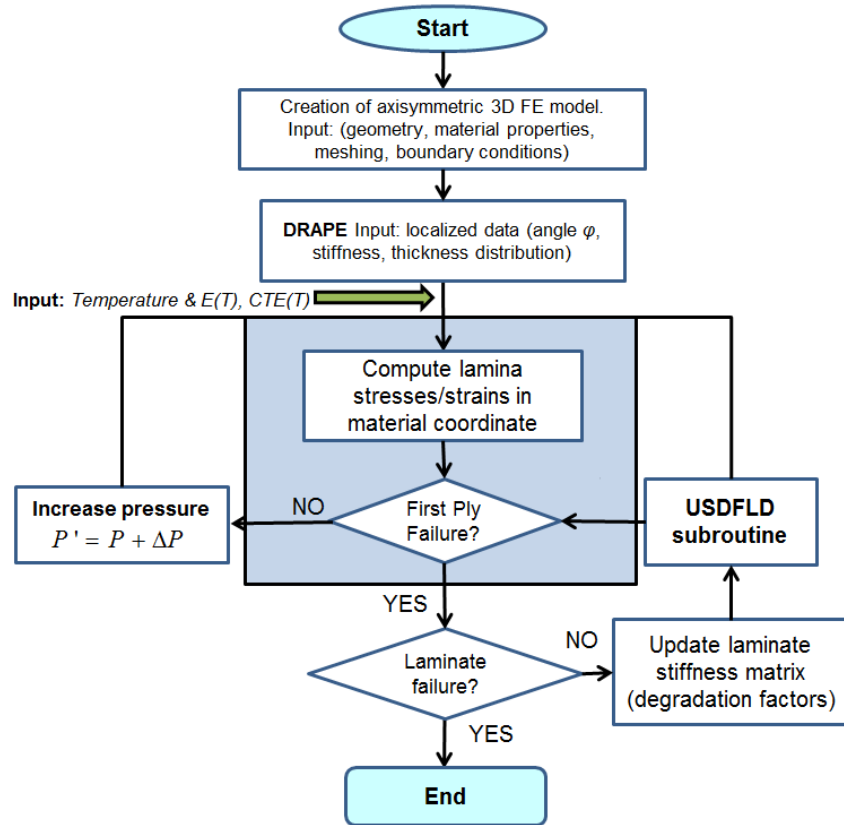 Start
Creation of axisymmetric 3D FE model.
Input: (geometry, material properties,
meshing, boundary conditions)
DRAPE Input: localized data (angle φ,
stiffness, thickness distribution)
Input: Temperature & E(T), CTE(T)
Compute lamina
stresses/strains in
material coordinate
Increase pressure
P ' = P + ΔP
NO
First Ply
Failure?
USDFLD
subroutine
YES
Laminate
failure?
NO
Update laminate
stiffness matrix
(degradation factors)
YES
End